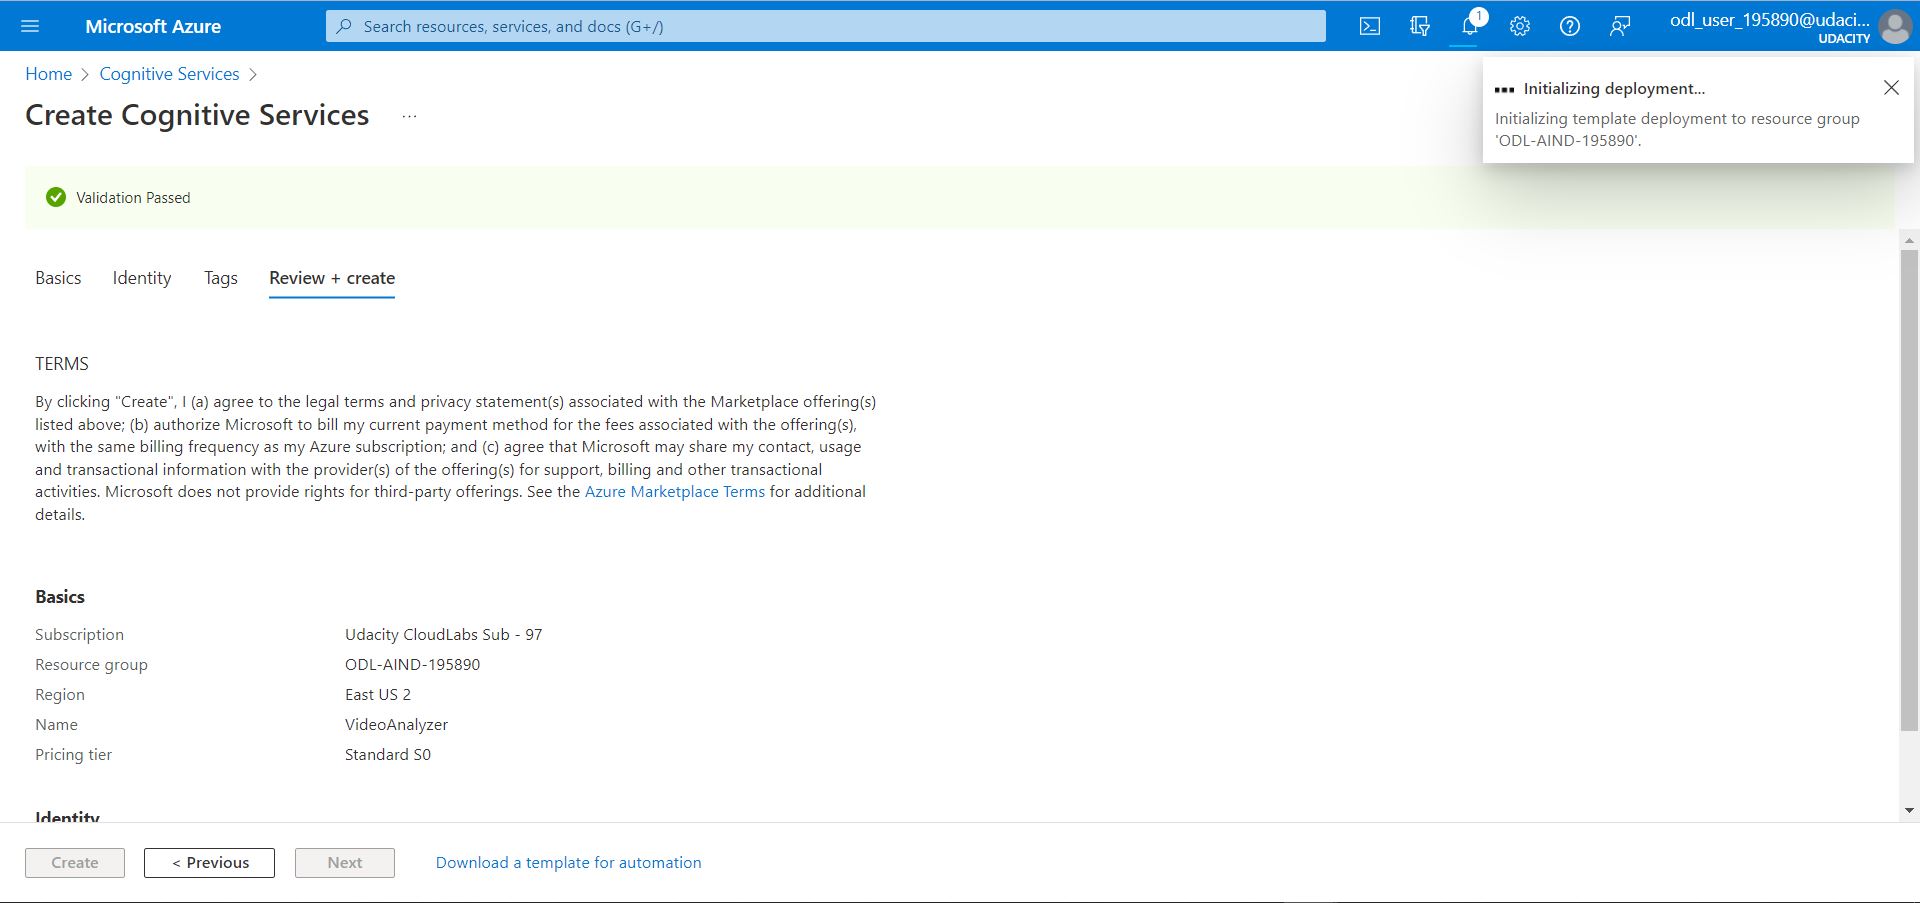 Microsoft Azure
Search resources, services, and docs (G+/)
1
odl_user_195890@udaci...
UDACITY
Home > Cognitive Services >
Create Cognitive Services ...
Initializing deployment...
Initializing template deployment to resource group
'ODL-AIND-195890'.
Validation Passed
Basics Identity Tags Review + create
TERMS
By clicking "Create", I (a) agree to the legal terms and privacy statement(s) associated with the Marketplace offering(s)
listed above; (b) authorize Microsoft to bill my current payment method for the fees associated with the offering(s),
with the same billing frequency as my Azure subscription; and (c) agree that Microsoft may share my contact, usage
and transactional information with the provider(s) of the offering(s) for support, billing and other transactional
activities. Microsoft does not provide rights for third-party offerings. See the Azure Marketplace Terms for additional
details.
Basics
Subscription Udacity CloudLabs Sub - 97
Resource group ODL-AIND-195890
Region East US 2
Name VideoAnalyzer
Pricing tier Standard S0
Identity
Create < Previous Next Download a template for automation